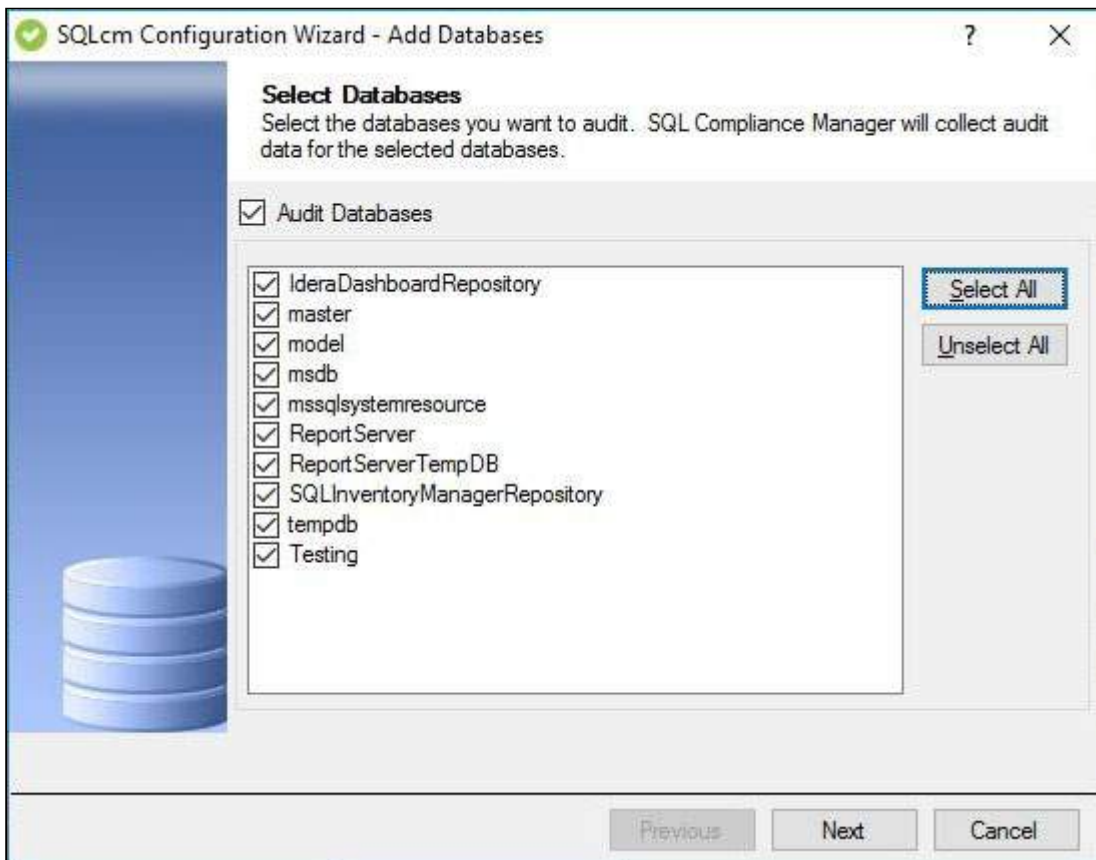 SQLcm Configuration Wizard - Add Databases
?
Select Databases
Select the databases you want to audit. SQL Compliance Manager will collect audit
data for the selected databases.
Audit Databases
IderaDashboardRepository
master
model
msdb
mssqlsystemresource
ReportServer
ReportServerTempDB
SQLInventoryManagerRepository
tempdb
Testing
Select All
Unselect All
Previous
Next
Cancel